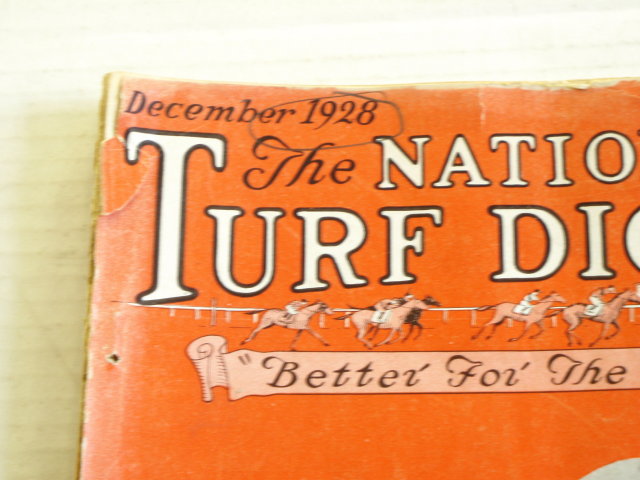 December 1928
The NATIO
TURF DIG
"Better For The